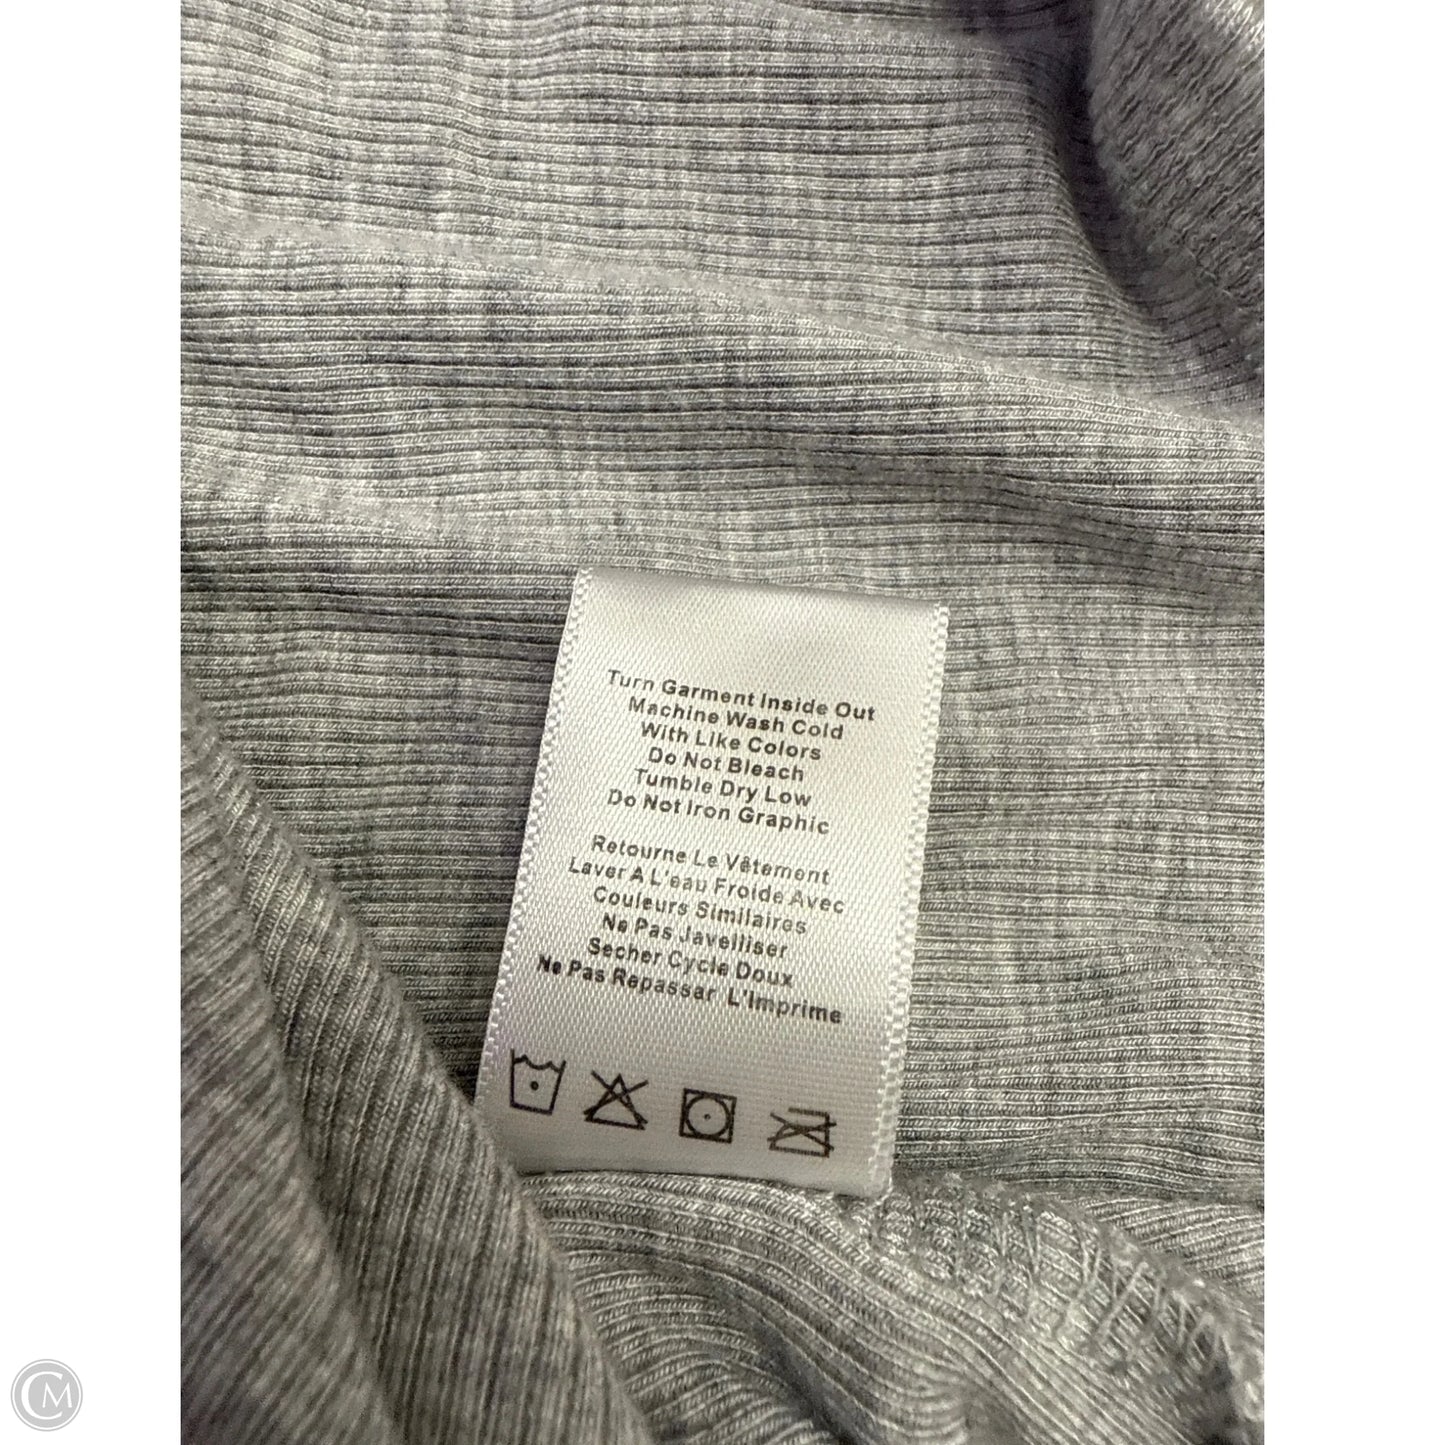 Turn Garment Inside Out
Machine Wash Cold
With Like Colors
Do Not Bleach
Tumble Dry Low
Do Not Iron Graphic
Retourne Le Vêtement
Laver A L'eau Froide Avec
Couleurs Similaires
Ne Pas Javelliser
Secher Cycle Doux
Ne Pas Repassar L'Imprime
CM